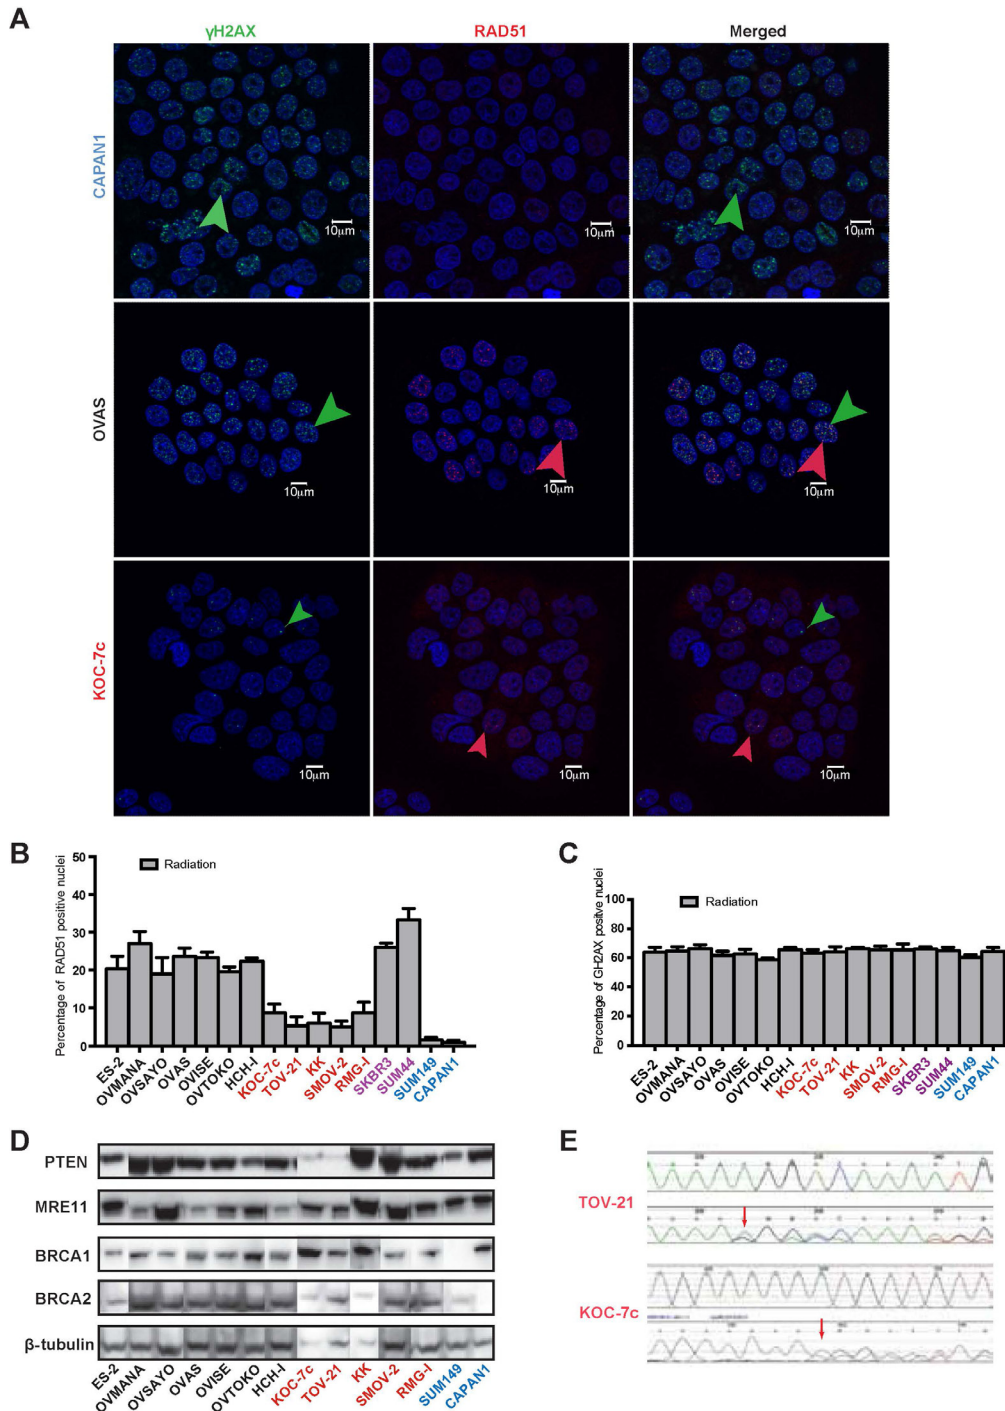 A
γH2AX
RAD51
Merged
CAPAN1
10μm
10μm
10μm
OVAS
10μm
10μm
10μm
KOC-7c
10μm
10μm
10μm
B
Percentage of RAD51 positive nuclei
Radiation
50
40
30
20
10
0
ES-2
OVMANA
OVSAYO
OVAS
OVISE
OVTOKO
HCH-I
KOC-7c
TOV-21
KK
SMOV-2
RMG-I
SKBR3
SUM44
SUM149
CAPAN1
C
Percentage of GH2AX positve nuclei
Radiation
100
80
60
40
20
0
ES-2
OVMANA
OVSAYO
OVAS
OVISE
OVTOKO
HCH-I
KOC-7c
TOV-21
KK
SMOV-2
RMG-I
SKBR3
SUM44
SUM149
CAPAN1
D
PTEN
MRE11
BRCA1
BRCA2
β-tubulin
ES-2
OVMANA
OVSAYO
OVAS
OVISE
OVTOKO
HCH-I
KOC-7c
TOV-21
KK
SMOV-2
RMG-I
SUM149
CAPAN1
E
TOV-21
KOC-7c